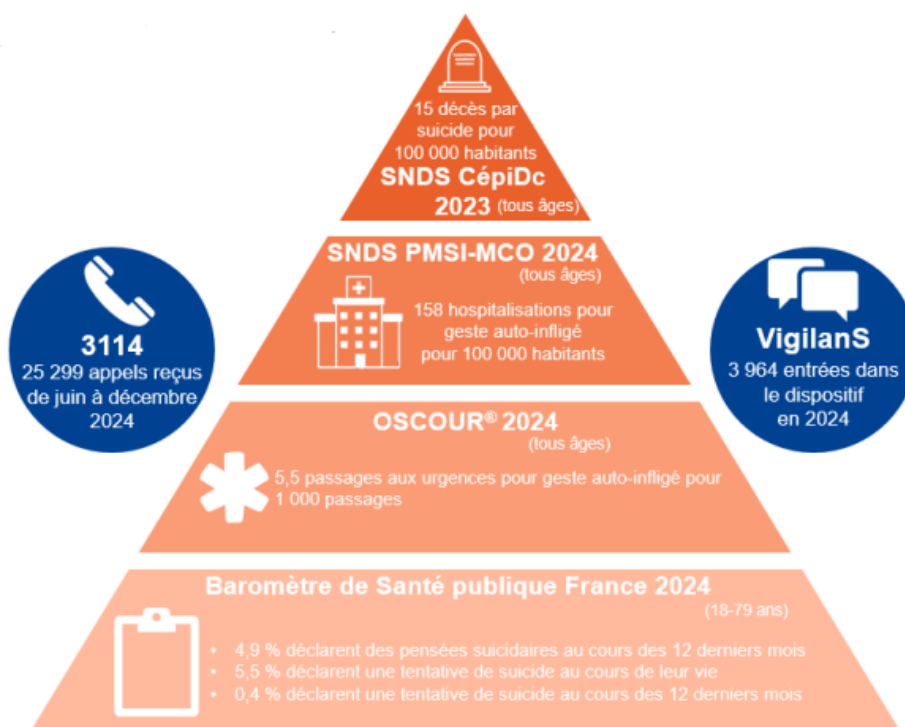 15 décès par
suicide pour
100 000 habitants
SNDS CépiDc
2023 (tous âges)
SNDS PMSI-MCO 2024
(tous âges)
158 hospitalisations pour
geste auto-infligé
pour 100 000 habitants
3114
25 299 appels reçus
de juin à décembre
2024
VigilanS
3 964 entrées dans
le dispositif
en 2024
OSCOUR® 2024
(tous âges)
5,5 passages aux urgences pour geste auto-infligé pour
1 000 passages
Baromètre de Santé publique France 2024
(18-79 ans)
• 4,9 % déclarent des pensées suicidaires au cours des 12 derniers mois
• 5,5 % déclarent une tentative de suicide au cours de leur vie
• 0,4 % déclarent une tentative de suicide au cours des 12 derniers mois